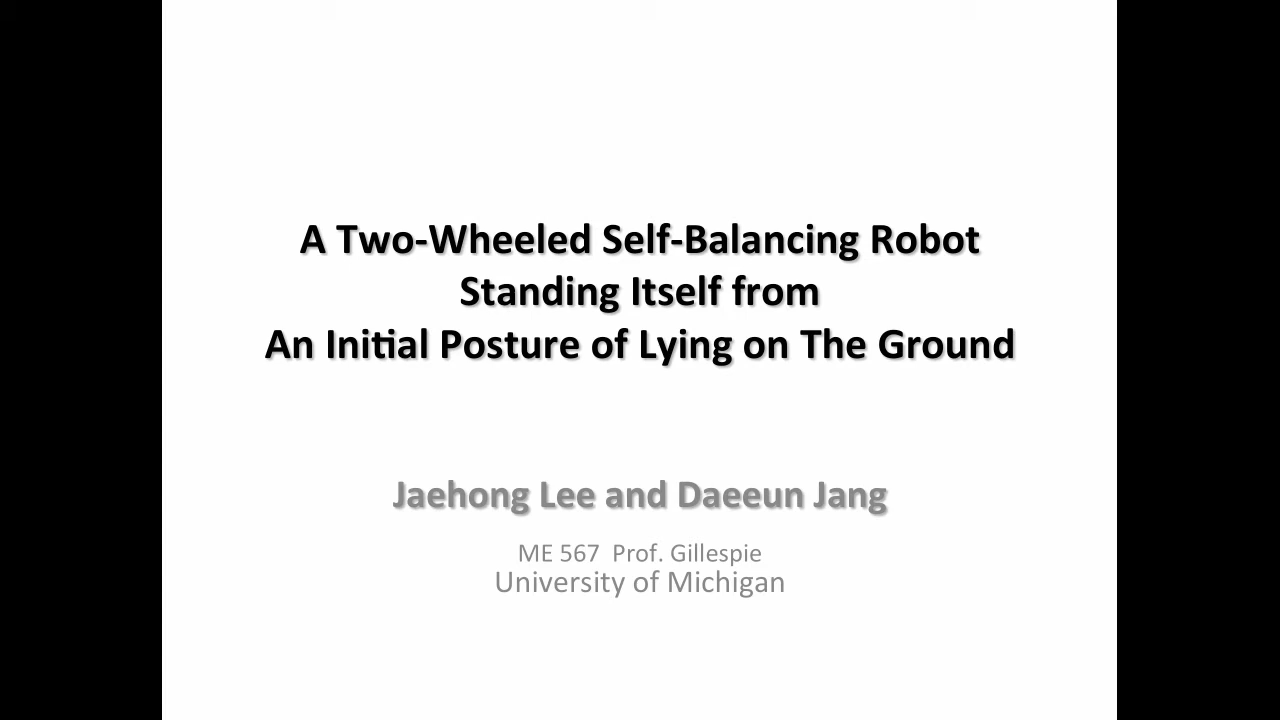 A Two-Wheeled Self-Balancing Robot
Standing Itself from
An Initial Posture of Lying on The Ground
Jaehong Lee and Daeeun Jang
ME 567  Prof. Gillespie
University of Michigan